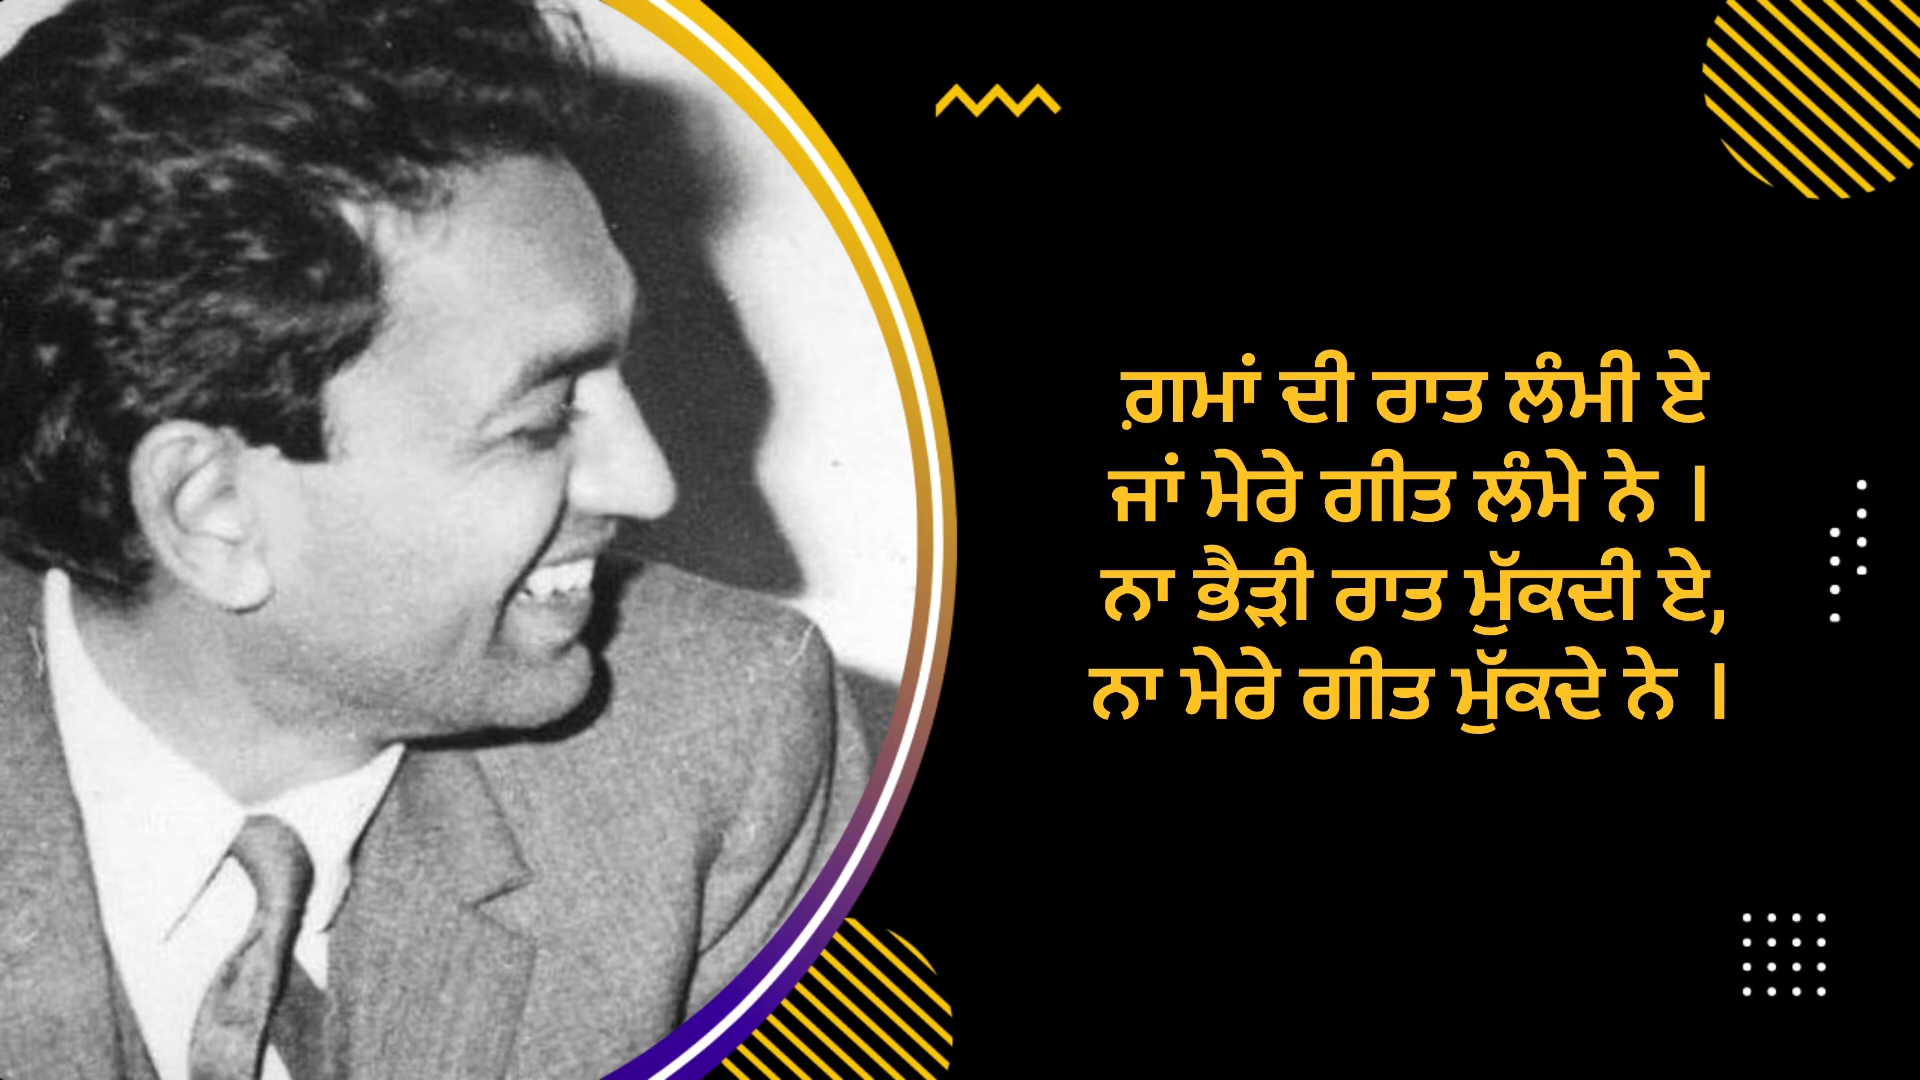 ਗ਼ਮਾਂ ਦੀ ਰਾਤ ਲੰਮੀ ਏ
ਜਾਂ ਮੇਰੇ ਗੀਤ ਲੰਮੇ ਨੇ ।
ਨਾ ਭੈੜੀ ਰਾਤ ਮੁੱਕਦੀ ਏ,
ਨਾ ਮੇਰੇ ਗੀਤ ਮੁੱਕਦੇ ਨੇ ।